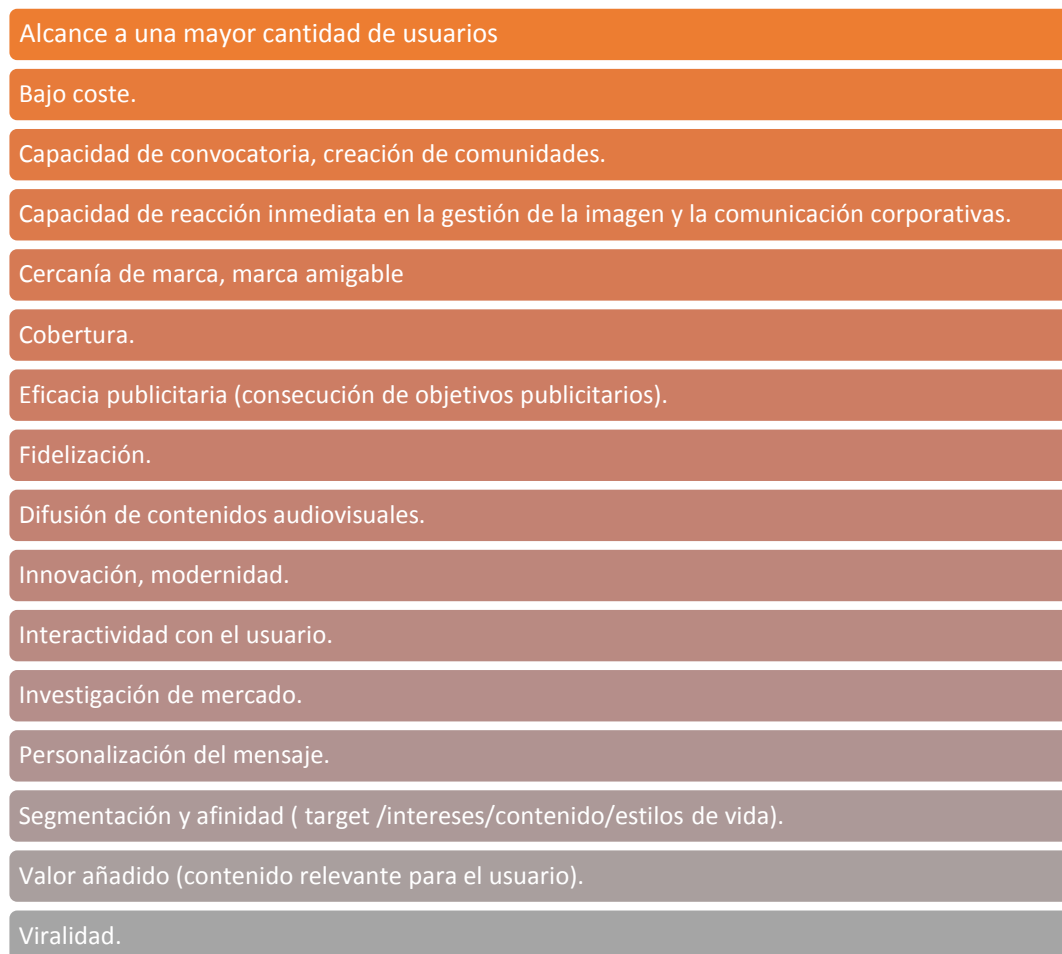 Alcance a una mayor cantidad de usuarios
Bajo coste.
Capacidad de convocatoria, creación de comunidades.
Capacidad de reacción inmediata en la gestión de la imagen y la comunicación corporativas.
Cercanía de marca, marca amigable
Cobertura.
Eficacia publicitaria (consecución de objetivos publicitarios).
Fidelización.
Difusión de contenidos audiovisuales.
Innovación, modernidad.
Interactividad con el usuario.
Investigación de mercado.
Personalización del mensaje.
Segmentación y afinidad ( target /intereses/contenido/estilos de vida).
Valor añadido (contenido relevante para el usuario).
Viralidad.